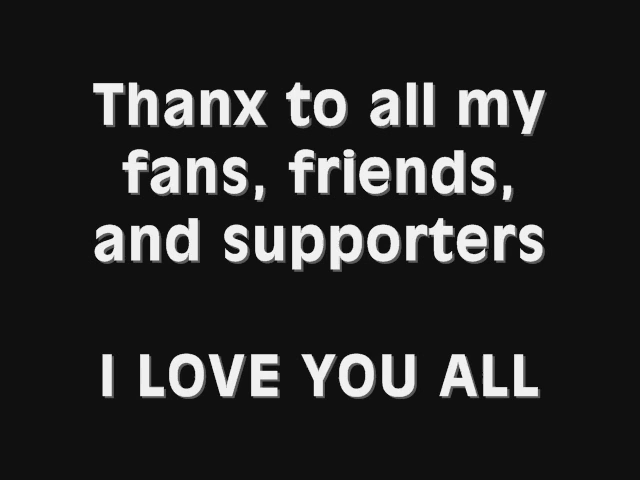 Thanx to all my
fans, friends,
and supporters
I LOVE YOU ALL